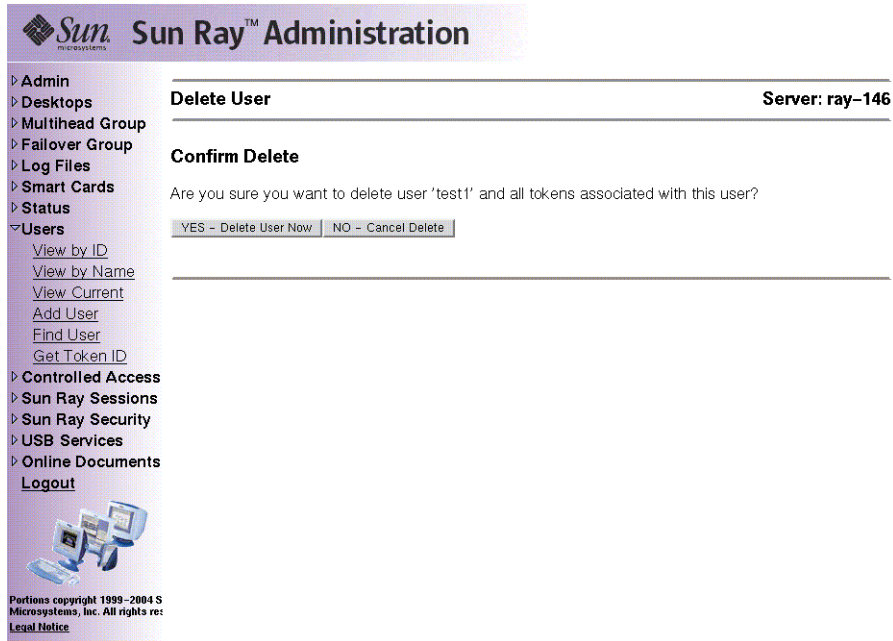 Sun microsystems Sun Ray™ Administration
Admin
Desktops
Multihead Group
Failover Group
Log Files
Smart Cards
Status
Users
View by ID
View by Name
View Current
Add User
Find User
Get Token ID
Controlled Access
Sun Ray Sessions
Sun Ray Security
USB Services
Online Documents
Logout
Portions copyright 1999-2004 S
Microsystems, Inc. All rights res
Legal Notice
Delete User Server: ray-146
Confirm Delete
Are you sure you want to delete user 'test1' and all tokens associated with this user?
YES - Delete User Now NO - Cancel Delete